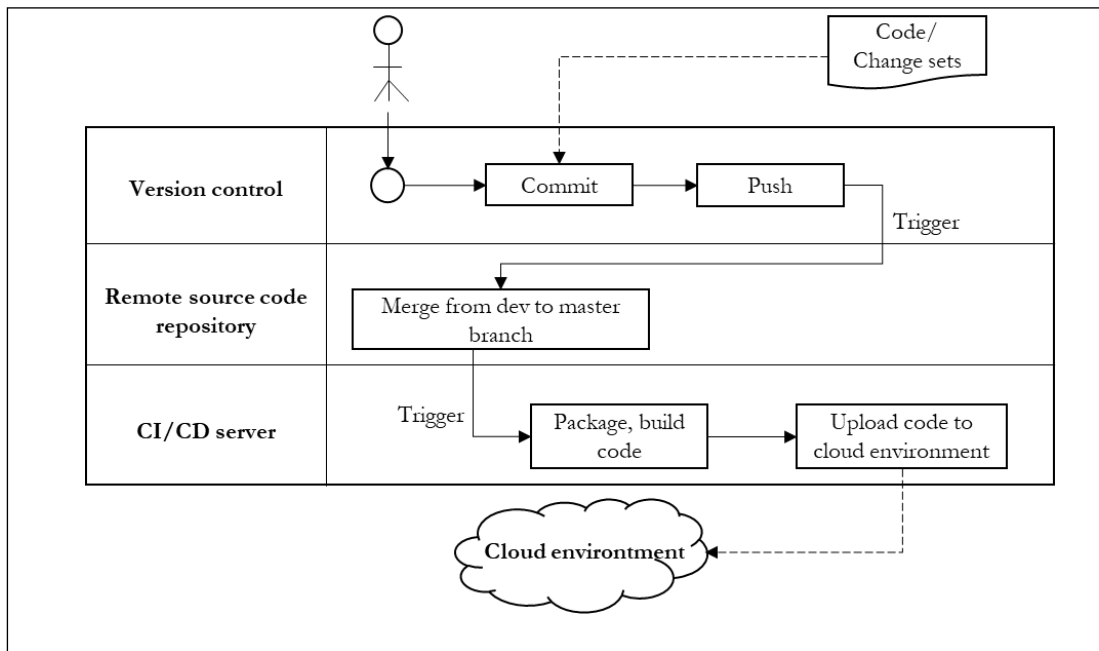 Code/
Change sets
Version control
Commit
Push
Trigger
Remote source code
repository
Merge from dev to master
branch
CI/CD server
Trigger
Package, build
code
Upload code to
cloud environment
Cloud environtment